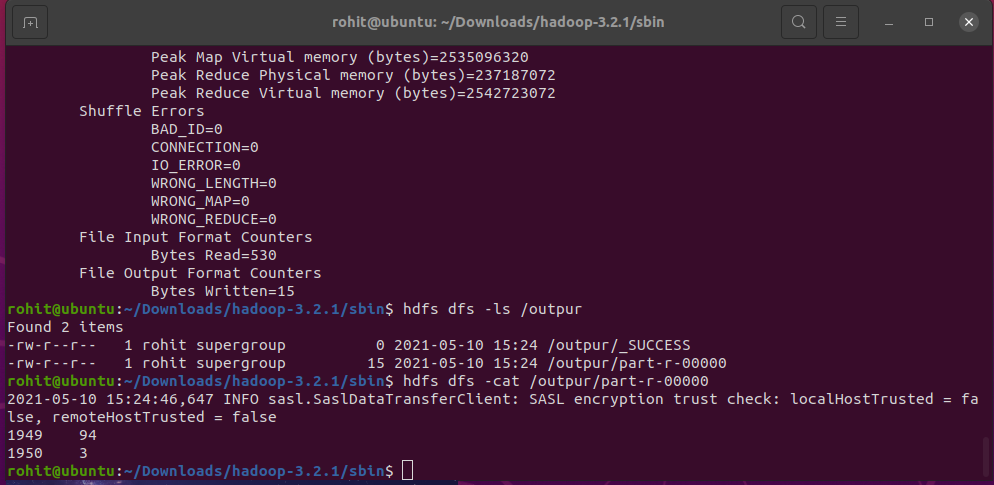 rohit@ubuntu: ~/Downloads/hadoop-3.2.1/sbin
Peak Map Virtual memory (bytes)=2535096320
Peak Reduce Physical memory (bytes)=237187072
Peak Reduce Virtual memory (bytes)=2542723072
Shuffle Errors
BAD_ID=0
CONNECTION=0
IO_ERROR=0
WRONG_LENGTH=0
WRONG_MAP=0
WRONG_REDUCE=0
File Input Format Counters
Bytes Read=530
File Output Format Counters
Bytes Written=15
rohit@ubuntu:~/Downloads/hadoop-3.2.1/sbin$ hdfs dfs -ls /outpur
Found 2 items
-rw-r--r--   1 rohit supergroup          0 2021-05-10 15:24 /outpur/_SUCCESS
-rw-r--r--   1 rohit supergroup         15 2021-05-10 15:24 /outpur/part-r-00000
rohit@ubuntu:~/Downloads/hadoop-3.2.1/sbin$ hdfs dfs -cat /outpur/part-r-00000
2021-05-10 15:24:46,647 INFO sasl.SaslDataTransferClient: SASL encryption trust check: localHostTrusted = fa
lse, remoteHostTrusted = false
1949    94
1950    3
rohit@ubuntu:~/Downloads/hadoop-3.2.1/sbin$